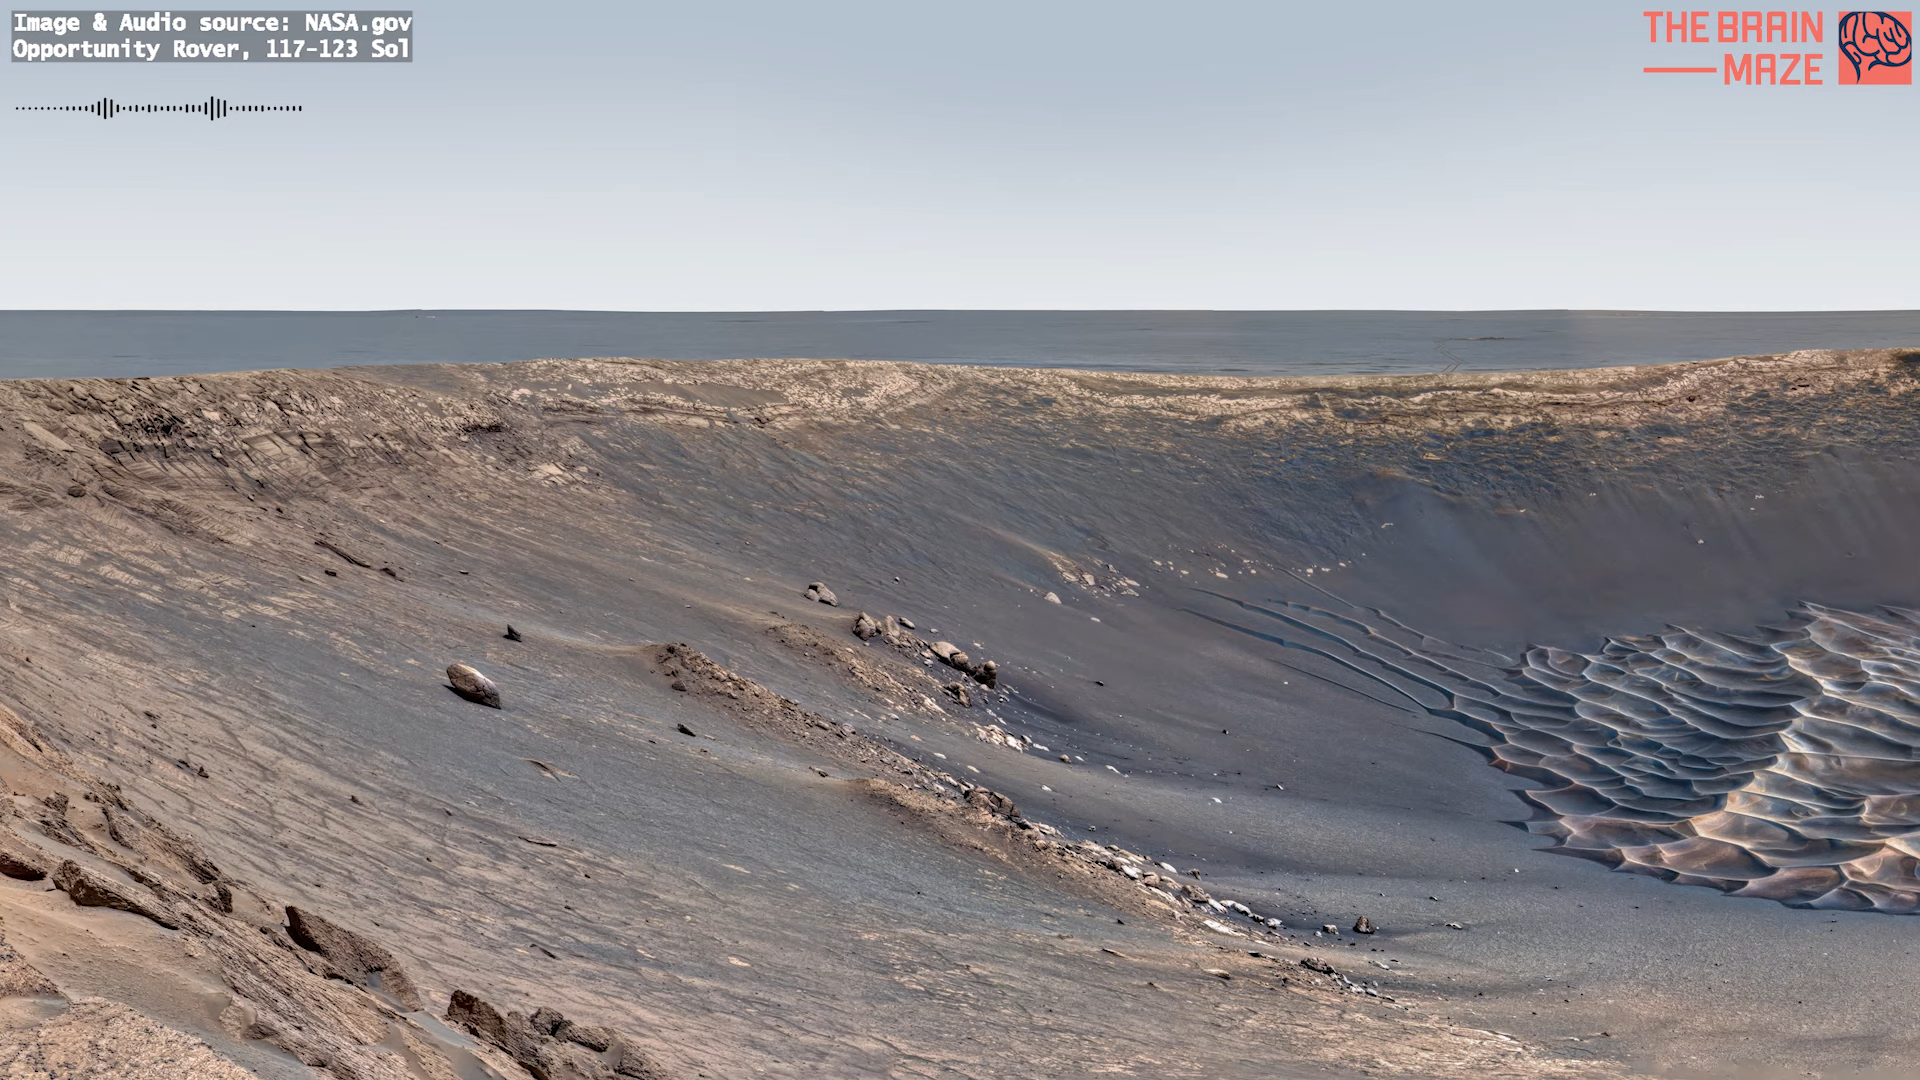 Image & Audio source: NASA.gov
Opportunity Rover, 117-123 Sol
THE BRAIN
MAZE